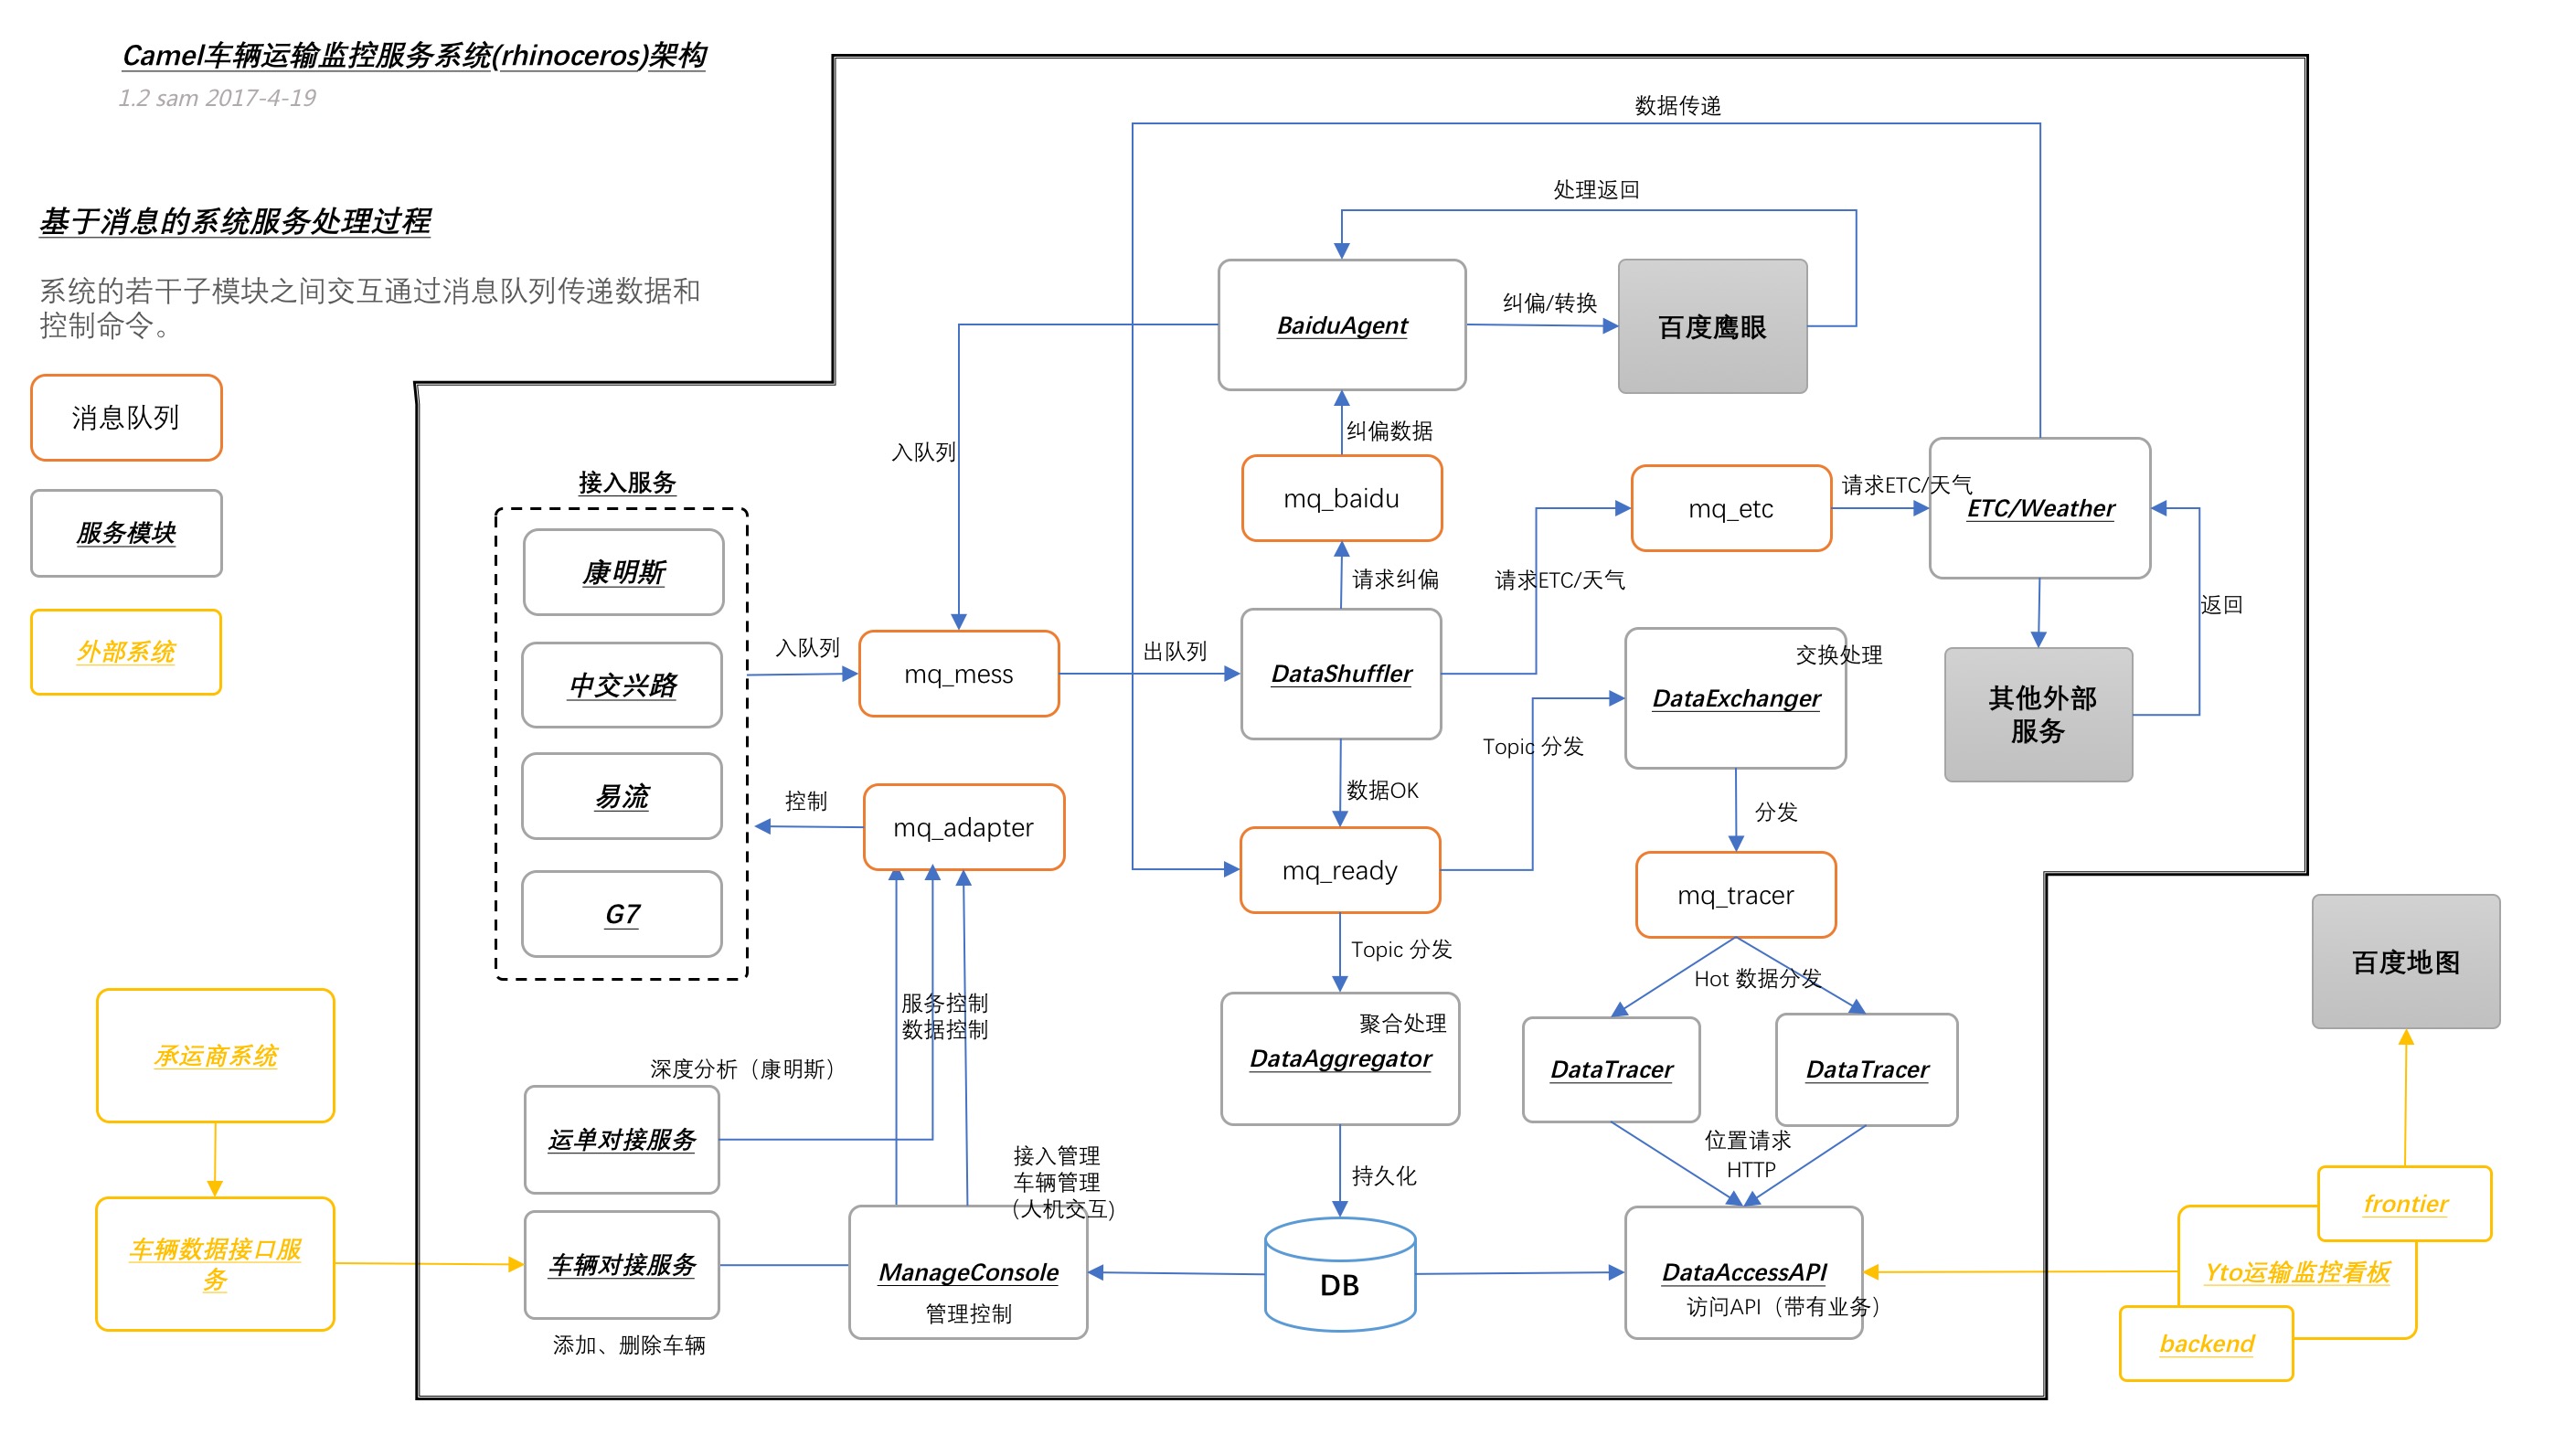 Camel车辆运输监控服务系统(rhinoceros)架构
1.2 sam 2017-4-19
基于消息的系统服务处理过程
系统的若干子模块之间交互通过消息队列传递数据和
控制命令。
消息队列
服务模块
外部系统
数据传递
处理返回
BaiduAgent
纠偏/转换
百度鹰眼
入队列
纠偏数据
mq_baidu
mq_etc
请求ETC/天气
ETC/Weather
接入服务
康明斯
中交兴路
易流
G7
入队列
mq_mess
出队列
请求纠偏
DataShuffler
请求ETC/天气
交换处理
DataExchanger
返回
其他外部
服务
Topic 分发
数据OK
控制
mq_adapter
mq_ready
分发
mq_tracer
Topic 分发
Hot 数据分发
百度地图
服务控制
数据控制
聚合处理
DataAggregator
DataTracer
DataTracer
承运商系统
深度分析（康明斯）
运单对接服务
接入管理
车辆管理
(人机交互)
持久化
位置请求
HTTP
车辆数据接口服
务
车辆对接服务
添加、删除车辆
ManageConsole
管理控制
DB
DataAccessAPI
访问API（带有业务）
frontier
Yto运输监控看板
backend